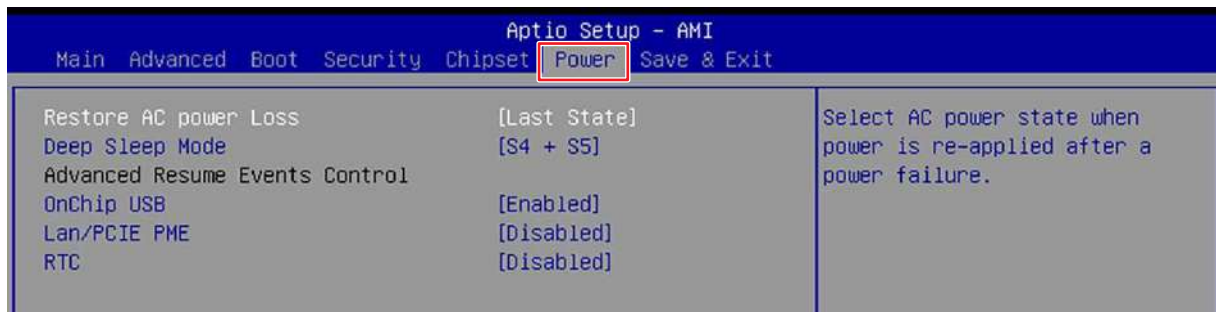 Aptio Setup - AMI
Main Advanced Boot Security Chipset Power Save & Exit
Restore AC power Loss [Last State]
Deep Sleep Mode [S4 + S5]
Advanced Resume Events Control
OnChip USB [Enabled]
Lan/PCIE PME [Disabled]
RTC [Disabled]
Select AC power state when
power is re-applied after a
power failure.